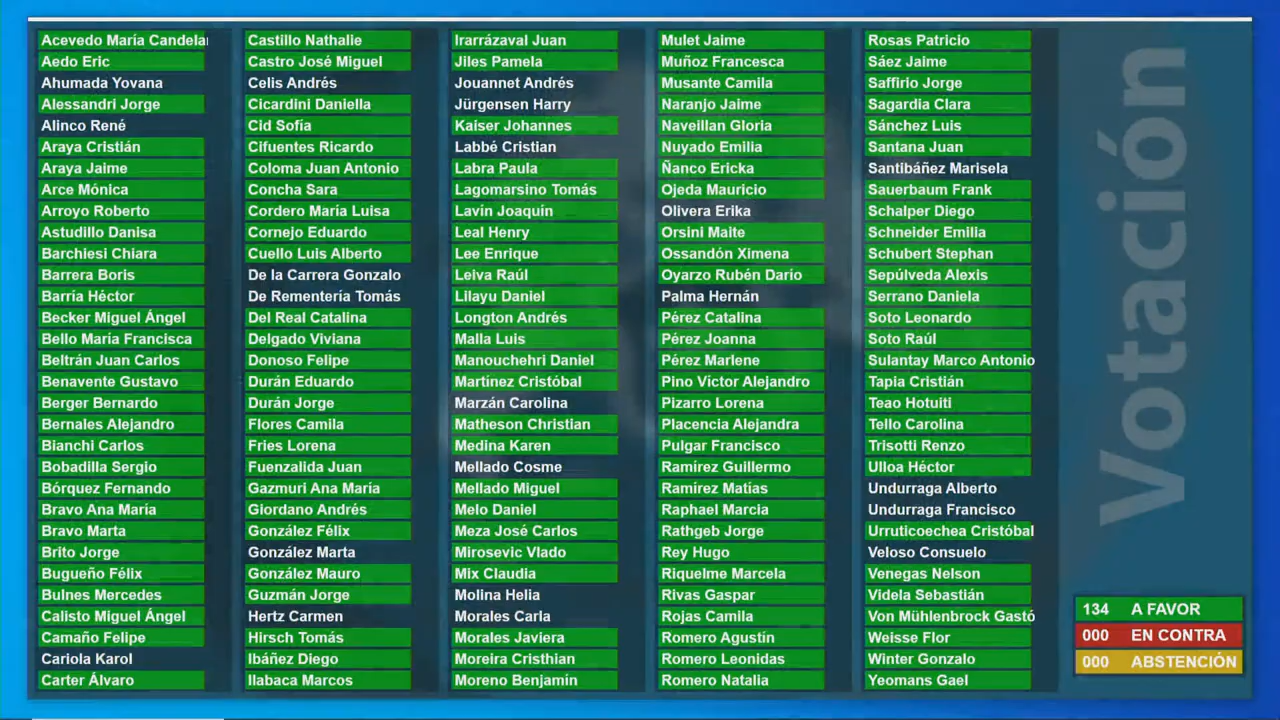 Acevedo María Candelar
Aedo Eric
Ahumada Yovana
Alessandri Jorge
Alinco René
Araya Cristián
Araya Jaime
Arce Mónica
Arroyo Roberto
Astudillo Danisa
Barchiesi Chiara
Barrera Boris
Barría Héctor
Becker Miguel Ángel
Bello María Francisca
Beltrán Juan Carlos
Benavente Gustavo
Berger Bernardo
Bernales Alejandro
Bianchi Carlos
Bobadilla Sergio
Bórquez Fernando
Bravo Ana María
Bravo Marta
Brito Jorge
Bugueño Félix
Bulnes Mercedes
Calisto Miguel Ángel
Camaño Felipe
Cariola Karol
Carter Álvaro
Castillo Nathalie
Castro José Miguel
Celis Andrés
Cicardini Daniella
Cid Sofía
Cifuentes Ricardo
Coloma Juan Antonio
Concha Sara
Cordero María Luisa
Cornejo Eduardo
Cuello Luis Alberto
De la Carrera Gonzalo
De Rementería Tomás
Del Real Catalina
Delgado Viviana
Donoso Felipe
Durán Eduardo
Durán Jorge
Flores Camila
Fries Lorena
Fuenzalida Juan
Gazmuri Ana María
Giordano Andrés
González Félix
González Marta
González Mauro
Guzmán Jorge
Hertz Carmen
Hirsch Tomás
Ibáñez Diego
Ilabaca Marcos
Irarrázaval Juan
Jiles Pamela
Jouannet Andrés
Jürgensen Harry
Kaiser Johannes
Labbé Cristian
Labra Paula
Lagomarsino Tomás
Lavín Joaquín
Leal Henry
Lee Enrique
Leiva Raúl
Lilayu Daniel
Longton Andrés
Malla Luis
Manouchehri Daniel
Martínez Cristóbal
Marzán Carolina
Matheson Christian
Medina Karen
Mellado Cosme
Mellado Miguel
Melo Daniel
Meza José Carlos
Mirosevic Vlado
Mix Claudia
Molina Helia
Morales Carla
Morales Javiera
Moreira Cristhian
Moreno Benjamín
Mulet Jaime
Muñoz Francesca
Musante Camila
Naranjo Jaime
Naveillan Gloria
Nuyado Emilia
Ñanco Ericka
Ojeda Mauricio
Olivera Erika
Orsini Maite
Ossandón Ximena
Oyarzo Rubén Darío
Palma Hernán
Pérez Catalina
Pérez Joanna
Pérez Marlene
Pino Víctor Alejandro
Pizarro Lorena
Placencia Alejandra
Pulgar Francisco
Ramírez Guillermo
Ramírez Matías
Raphael Marcia
Rathgeb Jorge
Rey Hugo
Riquelme Marcela
Rivas Gaspar
Rojas Camila
Romero Agustín
Romero Leonidas
Romero Natalia
Rosas Patricio
Sáez Jaime
Saffirio Jorge
Sagardia Clara
Sánchez Luis
Santana Juan
Santibáñez Marisela
Sauerbaum Frank
Schalper Diego
Schneider Emilia
Schubert Stephan
Sepúlveda Alexis
Serrano Daniela
Soto Leonardo
Soto Raúl
Sulantay Marco Antonio
Tapia Cristián
Teao Hotuiti
Tello Carolina
Trisotti Renzo
Ulloa Héctor
Undurraga Alberto
Undurraga Francisco
Urruticoechea Cristóbal
Veloso Consuelo
Venegas Nelson
Videla Sebastián
Von Mühlenbrock Gastó
Weisse Flor
Winter Gonzalo
Yeomans Gael
Votación
134 A FAVOR
000 EN CONTRA
000 ABSTENCIÓN